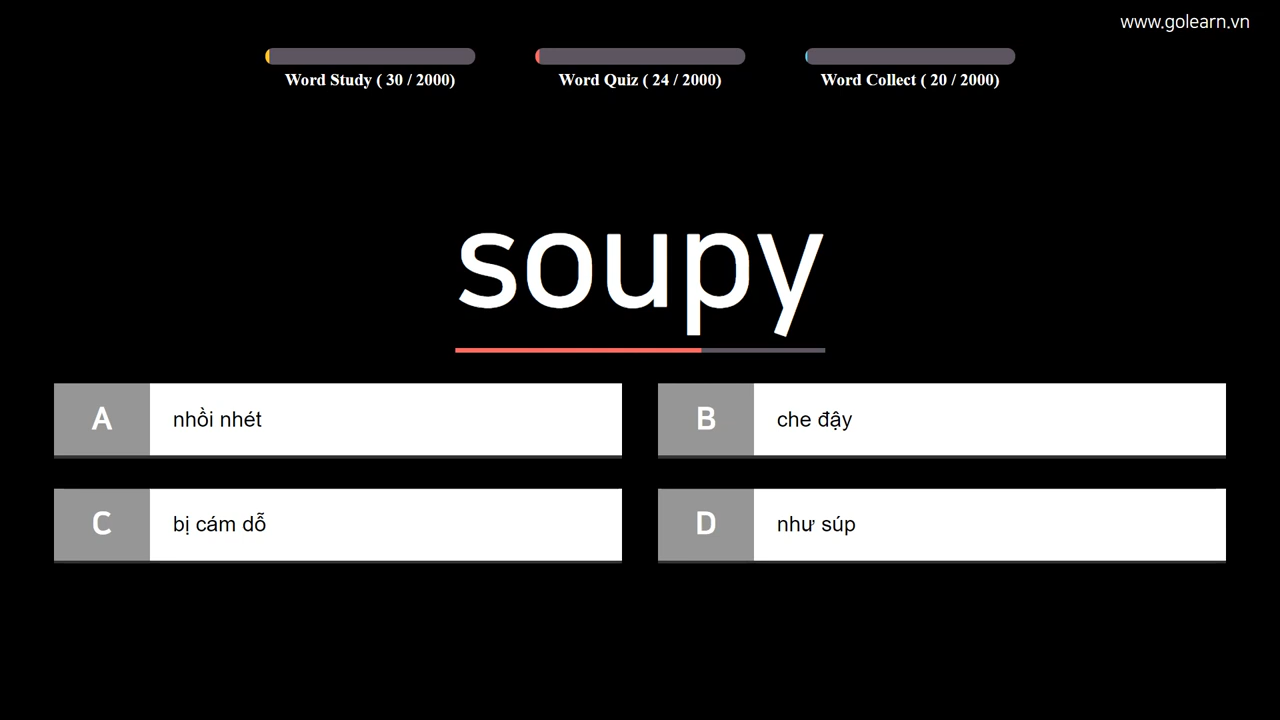 www.golearn.vn
Word Study ( 30 / 2000)
Word Quiz ( 24 / 2000)
Word Collect ( 20 / 2000)
soupy
A nhồi nhét
B che đậy
C bị cám dỗ
D như súp